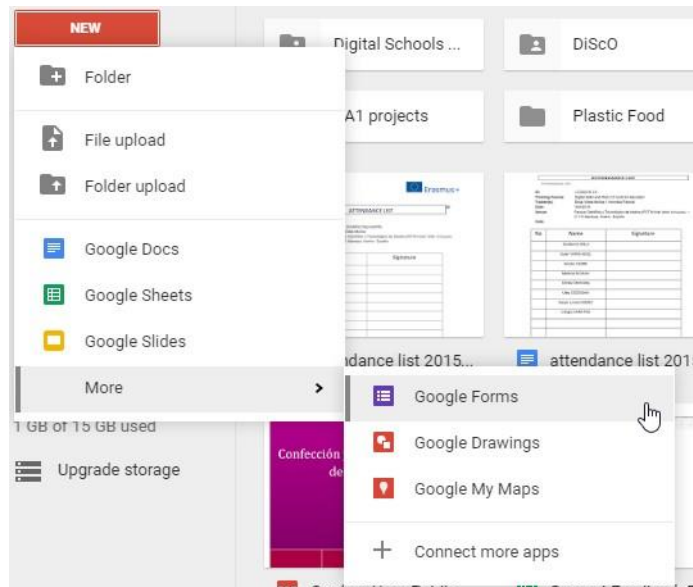 NEW
Folder
File upload
Folder upload
Google Docs
Google Sheets
Google Slides
More
1 GB of 15 GB used
Upgrade storage
Digital Schools ...
DiScO
A1 projects
Plastic Food
Erasmus+
ATTENDANCE LIST
Signature
ATTENDANCE LIST
No
Name
Signature
ndance list 2015...
attendance list 201
Google Forms
Google Drawings
Google My Maps
Connect more apps
Confección
de